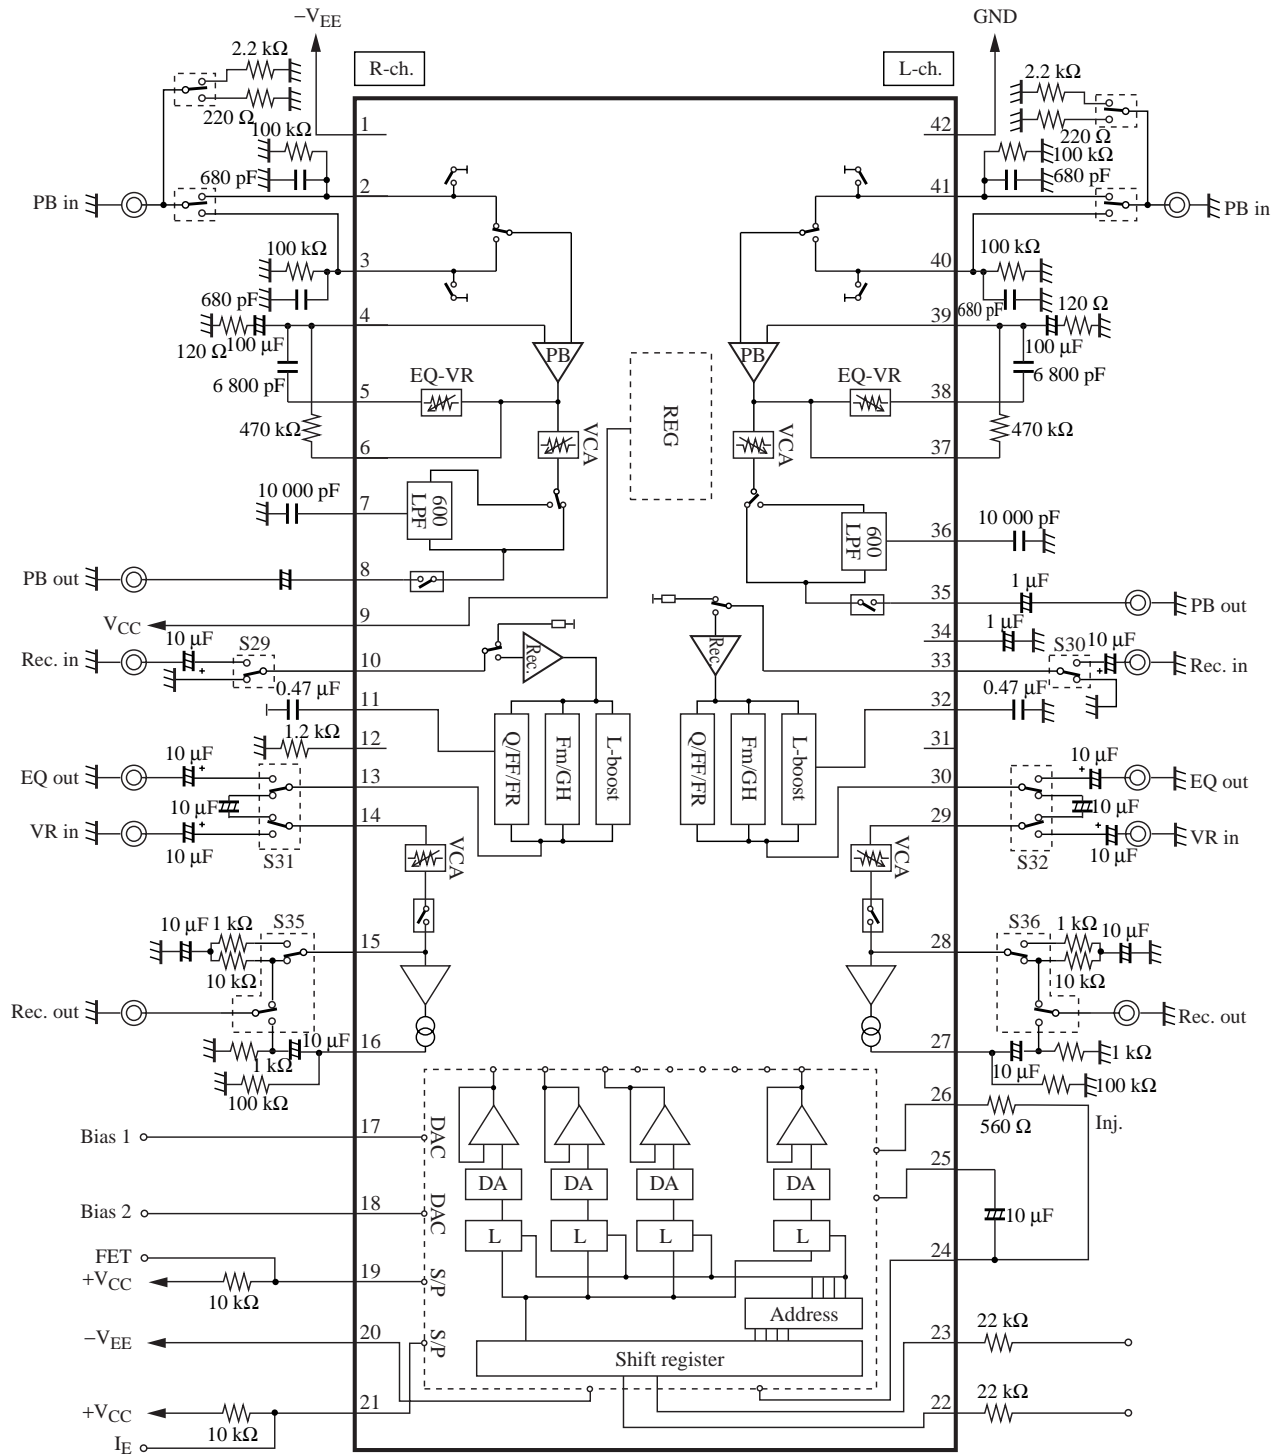 −VEE
GND
2.2 kΩ
R-ch.
L-ch.
2.2 kΩ
220 Ω
220 Ω
100 kΩ
1
42
100 kΩ
680 pF
2
41
680 pF
PB in
PB in
100 kΩ
3
40
100 kΩ
680 pF
4
39
680 pF
120 Ω
120 Ω
100 µF
PB
PB
100 µF
6 800 pF
5
EQ-VR
REG
EQ-VR
38
6 800 pF
470 kΩ
6
VCA
VCA
37
470 kΩ
10 000 pF
7
600
LPF
600
LPF
36
10 000 pF
PB out
8
35
1 µF
PB out
VCC
9
34
1 µF
Rec. in
10 µF
S29
10
Rec.
Rec.
33
S30
10 µF
Rec. in
0.47 µF
11
32
0.47 µF
1.2 kΩ
12
Q/FF/FR
Fm/GH
L-boost
Q/FF/FR
Fm/GH
L-boost
31
EQ out
10 µF
+
13
30
+
10 µF
EQ out
10 µF
14
29
10 µF
VR in
+
10 µF
S31
VCA
VCA
S32
+
10 µF
VR in
10 µF
1 kΩ
S35
15
28
S36
1 kΩ
10 µF
10 kΩ
10 kΩ
Rec. out
Rec. out
10 µF
16
27
1 kΩ
10 µF
1 kΩ
100 kΩ
100 kΩ
26
560 Ω
Inj.
Bias 1
17
DAC
25
DA
DA
DA
DA
Bias 2
18
DAC
10 µF
L
L
L
L
FET
24
+VCC
19
S/P
10 kΩ
Address
−VEE
20
S/P
23
22 kΩ
Shift register
+VCC
21
22
22 kΩ
10 kΩ
IE